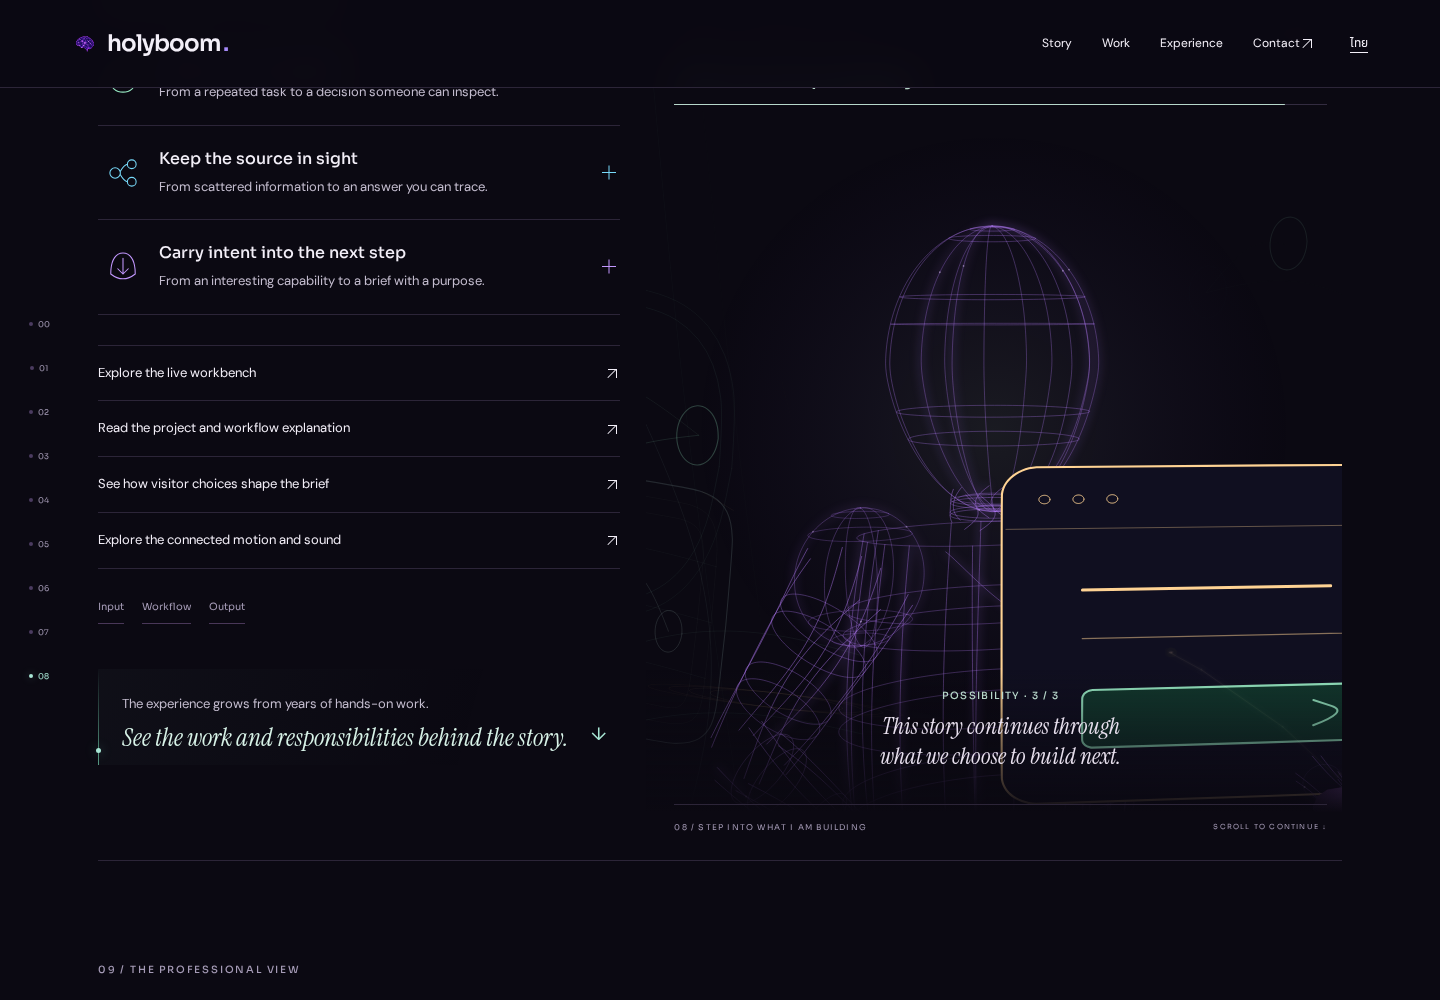 holyboom.
Story
Work
Experience
Contact
ไทย
From a repeated task to a decision someone can inspect.
Keep the source in sight
From scattered information to an answer you can trace.
Carry intent into the next step
From an interesting capability to a brief with a purpose.
00
01
02
03
04
05
06
07
08
Explore the live workbench
Read the project and workflow explanation
See how visitor choices shape the brief
Explore the connected motion and sound
Input
Workflow
Output
The experience grows from years of hands-on work.
See the work and responsibilities behind the story.
POSSIBILITY · 3 / 3
This story continues through
what we choose to build next.
08 / STEP INTO WHAT I AM BUILDING
SCROLL TO CONTINUE ↓
09 / THE PROFESSIONAL VIEW